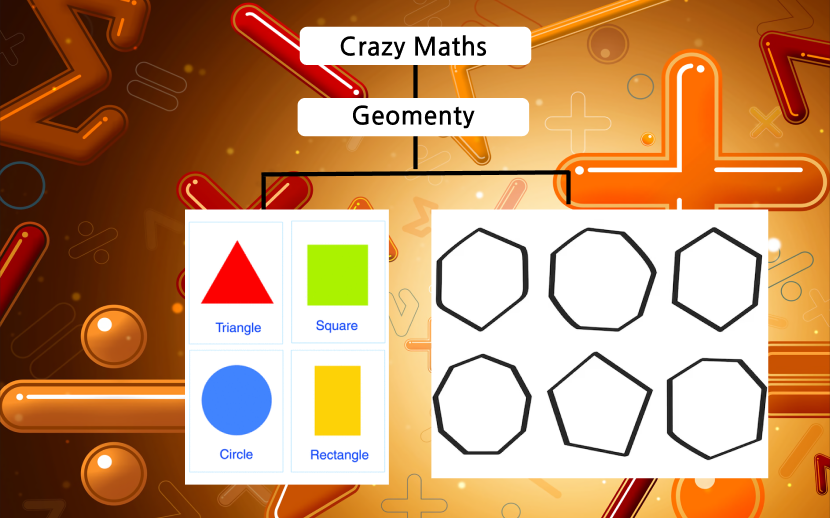 Crazy Maths
Geomenty
Triangle
Square
Circle
Rectangle